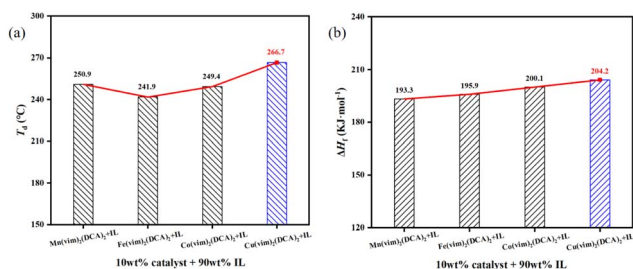 (a)
T_d (℃)
300
270
240
210
180
150
250.9
241.9
249.4
266.7
Mn(vim)₂(DCA)₂+IL
Fe(vim)₂(DCA)₂+IL
Co(vim)₂(DCA)₂+IL
Cu(vim)₂(DCA)₂+IL
10wt% catalyst + 90wt% IL
(b)
ΔH_f (KJ·mol⁻¹)
240
210
180
150
120
193.3
195.9
200.1
204.2
Mn(vim)₂(DCA)₂+IL
Fe(vim)₂(DCA)₂+IL
Co(vim)₂(DCA)₂+IL
Cu(vim)₂(DCA)₂+IL
10wt% catalyst + 90wt% IL